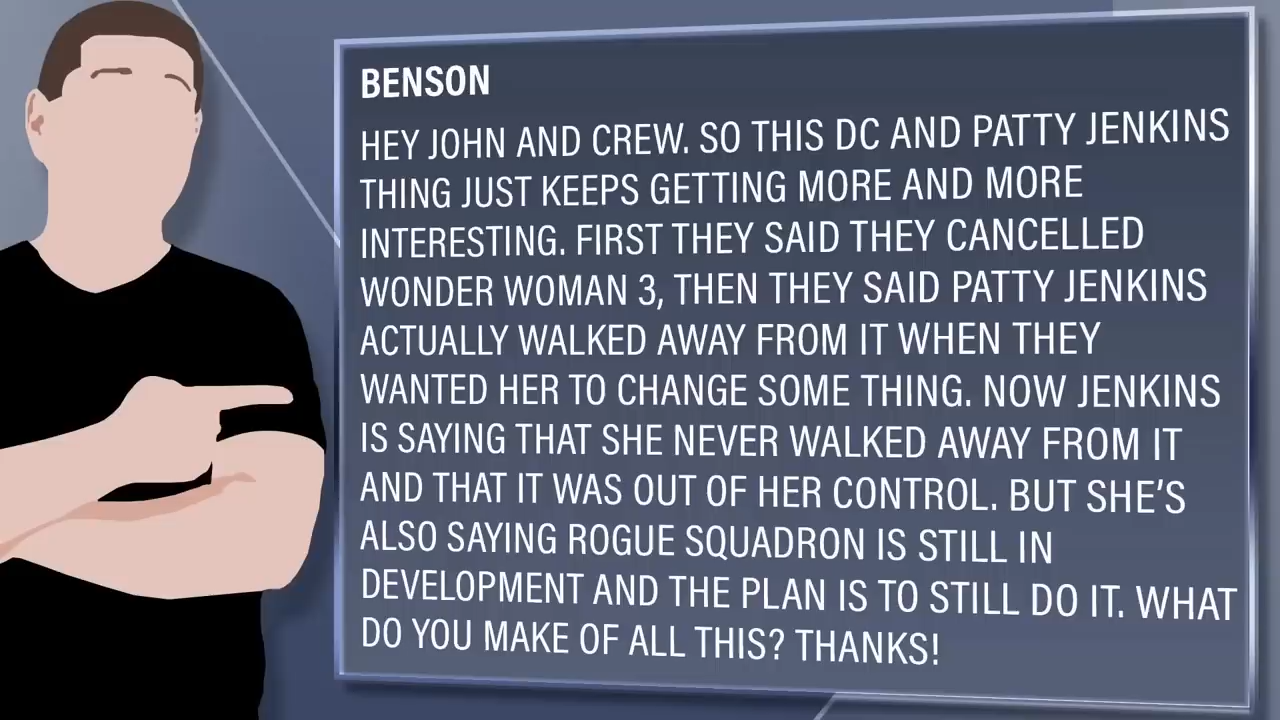 BENSON
HEY JOHN AND CREW. SO THIS DC AND PATTY JENKINS
THING JUST KEEPS GETTING MORE AND MORE
INTERESTING. FIRST THEY SAID THEY CANCELLED
WONDER WOMAN 3, THEN THEY SAID PATTY JENKINS
ACTUALLY WALKED AWAY FROM IT WHEN THEY
WANTED HER TO CHANGE SOME THING. NOW JENKINS
IS SAYING THAT SHE NEVER WALKED AWAY FROM IT
AND THAT IT WAS OUT OF HER CONTROL. BUT SHE'S
ALSO SAYING ROGUE SQUADRON IS STILL IN
DEVELOPMENT AND THE PLAN IS TO STILL DO IT. WHAT
DO YOU MAKE OF ALL THIS? THANKS!